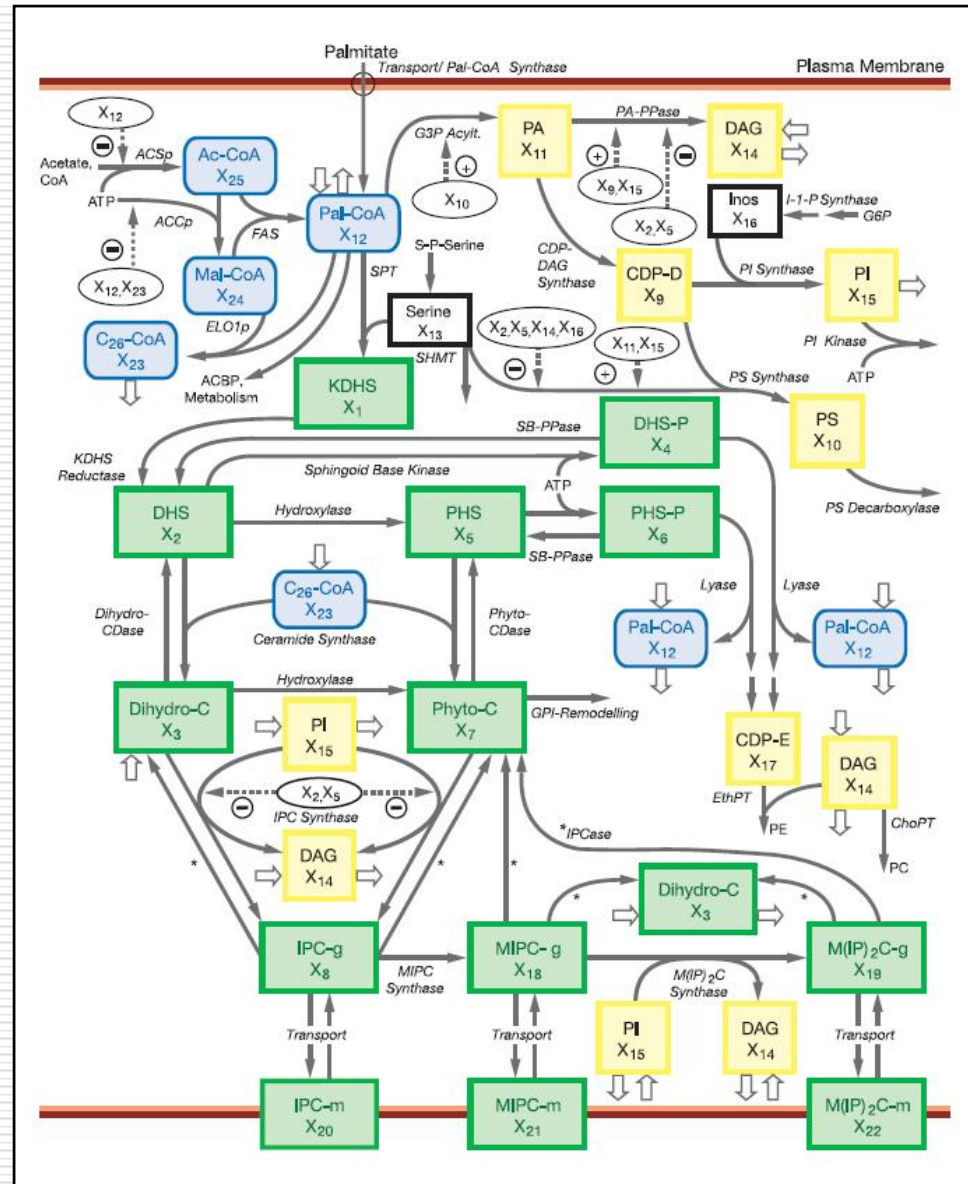 Palmitate
Transport/ Pal-CoA Synthase
Plasma Membrane
X12
Acetate,
CoA
ACSp
ATP
ACCp
X12,X23
Ac-CoA
X25
FAS
Mal-CoA
X24
ELO1p
C26-CoA
X23
Pal-CoA
X12
ACBP,
Metabolism
G3P Acylt.
+
X10
S-P-Serine
SPT
Serine
X13
SHMT
KDHS
X1
PA
X11
PA-PPase
DAG
X14
+
X9,X15
X2,X5
Inos
X16
I-1-P Synthase
G6P
CDP-
DAG
Synthase
CDP-D
X9
PI Synthase
PI
X15
PI Kinase
ATP
X2,X5,X14,X16
X11,X15
+
PS Synthase
PS
X10
PS Decarboxylase
KDHS
Reductase
SB-PPase
DHS-P
X4
Sphingoid Base Kinase
ATP
DHS
X2
Hydroxylase
PHS
X5
PHS-P
X6
SB-PPase
Dihydro-
CDase
C26-CoA
X23
Ceramide Synthase
Phyto-
CDase
Lyase
Lyase
Pal-CoA
X12
Pal-CoA
X12
Dihydro-C
X3
Hydroxylase
Phyto-C
X7
GPI-Remodelling
PI
X15
X2,X5
IPC Synthase
DAG
X14
CDP-E
X17
DAG
X14
EthPT
PE
ChoPT
PC
*IPCase
*
*
*
*
*
Dihydro-C
X3
IPC-g
X8
MIPC
Synthase
MIPC- g
X18
M(IP)2C
Synthase
M(IP)2C-g
X19
PI
X15
DAG
X14
Transport
Transport
Transport
IPC-m
X20
MIPC-m
X21
M(IP)2C-m
X22